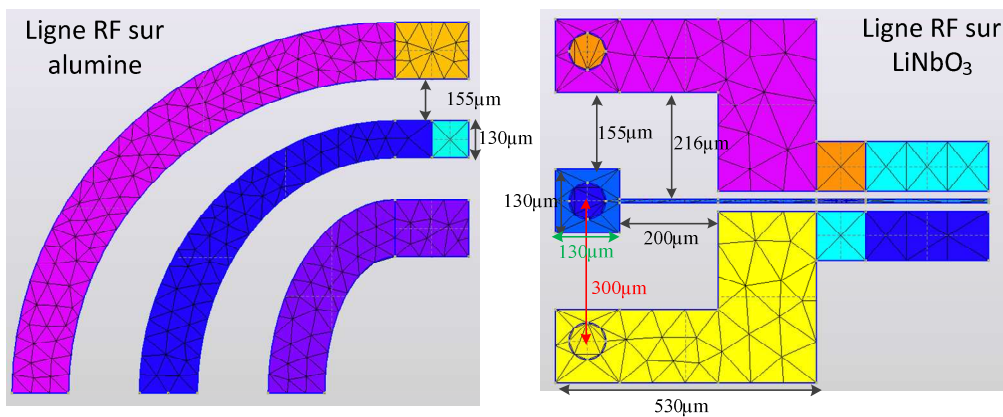 Ligne RF sur
alumine
155µm
130µm
Ligne RF sur
LiNbO₃
155µm
216µm
130µm
200µm
130µm
300µm
530µm